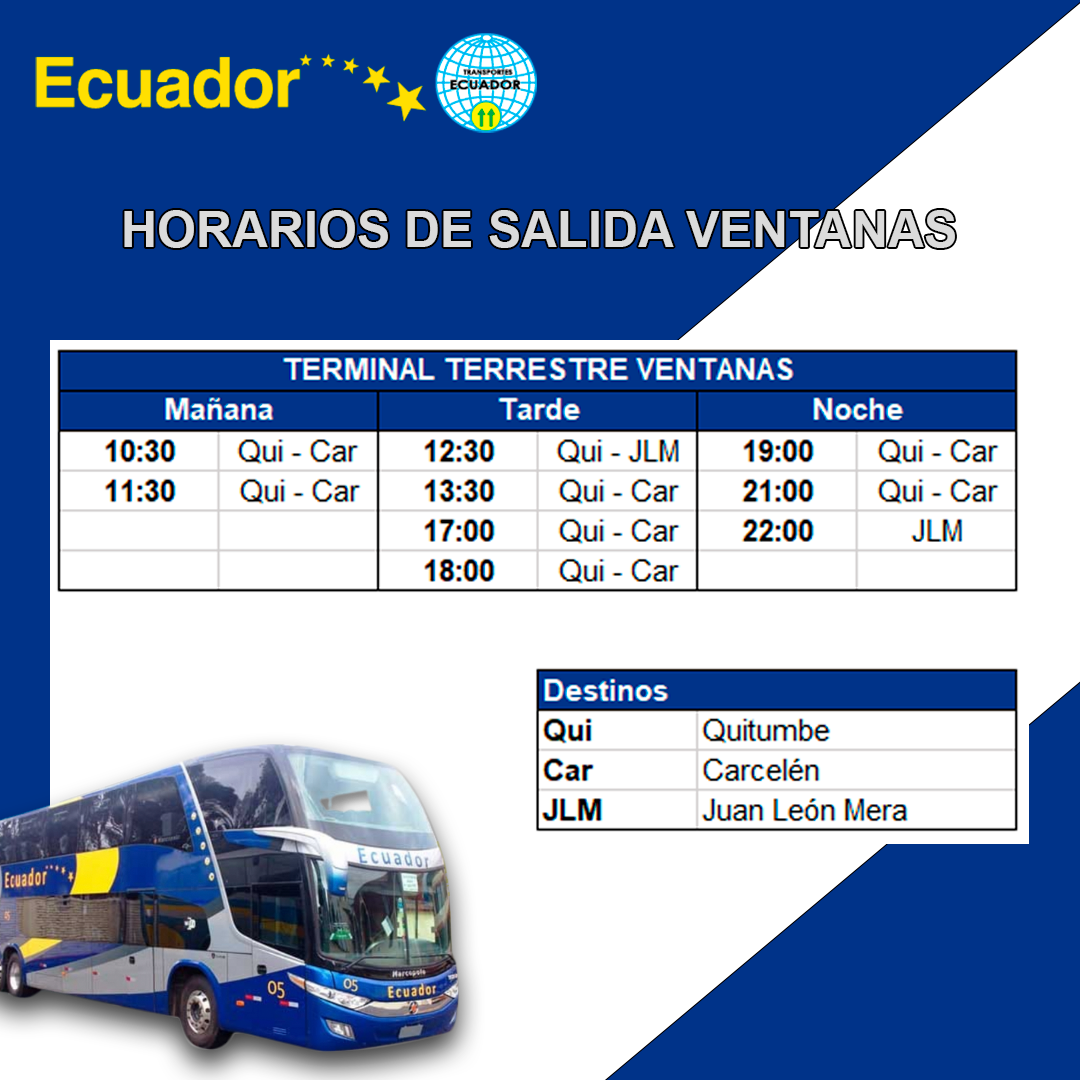 Ecuador
TRANSPORTES
ECUADOR
HORARIOS DE SALIDA VENTANAS
TERMINAL TERRESTRE VENTANAS
Mañana Tarde Noche
10:30 Qui - Car 12:30 Qui - JLM 19:00 Qui - Car
11:30 Qui - Car 13:30 Qui - Car 21:00 Qui - Car
17:00 Qui - Car 22:00 JLM
18:00 Qui - Car
Destinos
Qui Quitumbe
Car Carcelén
JLM Juan León Mera
Ecuador
Ecuador
05
05
Marcopolo
Ecuador